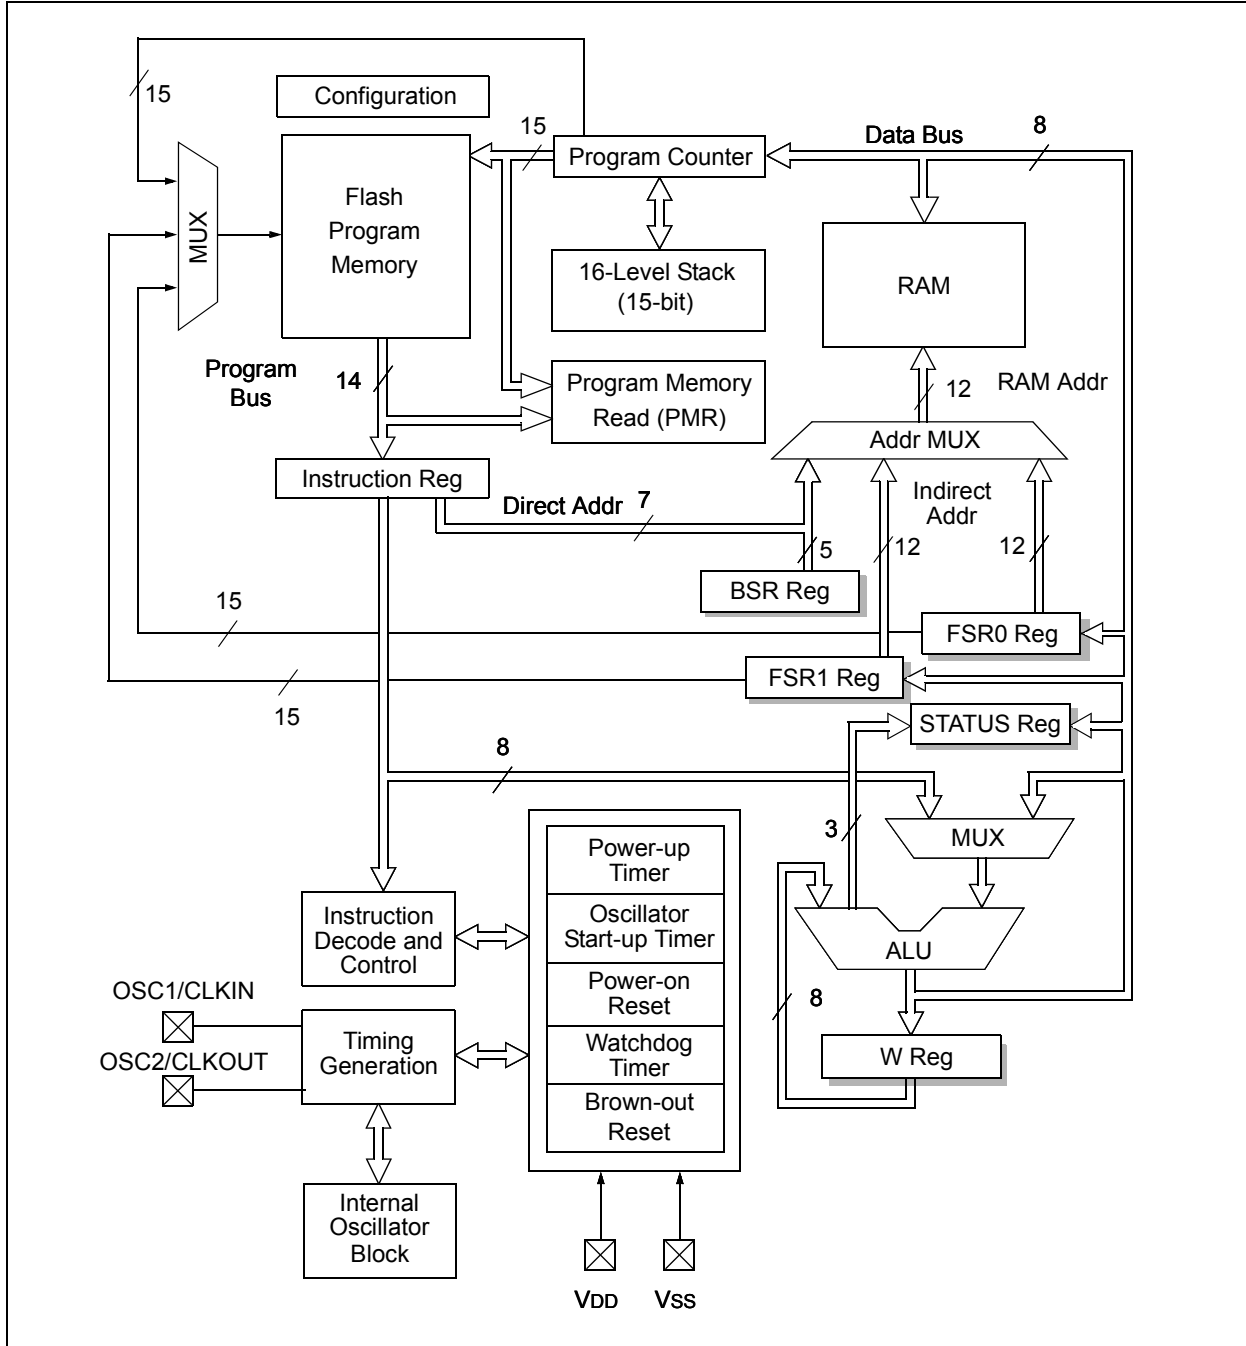 15
Configuration
15
Program Counter
Data Bus
8
MUX
Flash
Program
Memory
16-Level Stack
(15-bit)
RAM
Program
Bus
14
Program Memory
Read (PMR)
12
RAM Addr
Addr MUX
Instruction Reg
Direct Addr
7
Indirect
Addr
5
12
12
BSR Reg
15
FSR0 Reg
FSR1 Reg
15
STATUS Reg
8
3
MUX
Power-up
Timer
Oscillator
Start-up Timer
Power-on
Reset
Watchdog
Timer
Brown-out
Reset
Instruction
Decode and
Control
ALU
8
W Reg
OSC1/CLKIN
OSC2/CLKOUT
Timing
Generation
Internal
Oscillator
Block
VDD
VSS